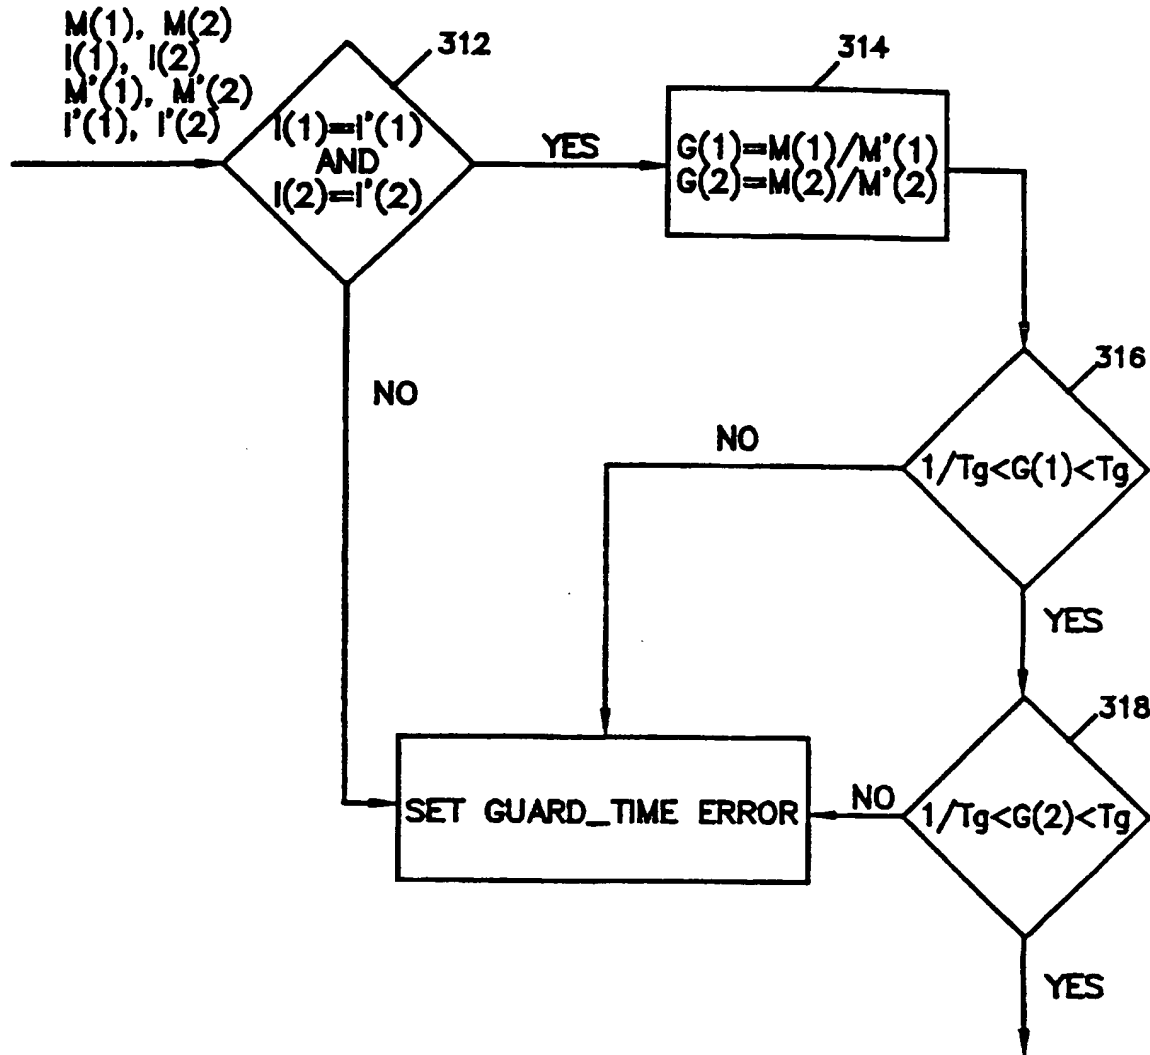 M(1), M(2)
I(1), I(2)
M'(1), M'(2)
I'(1), I'(2)
312
I(1)=I'(1)
AND
I(2)=I'(2)
YES
314
G(1)=M(1)/M'(1)
G(2)=M(2)/M'(2)
NO
316
1/Tg<G(1)<Tg
NO
YES
318
1/Tg<G(2)<Tg
NO
SET GUARD_TIME ERROR
YES